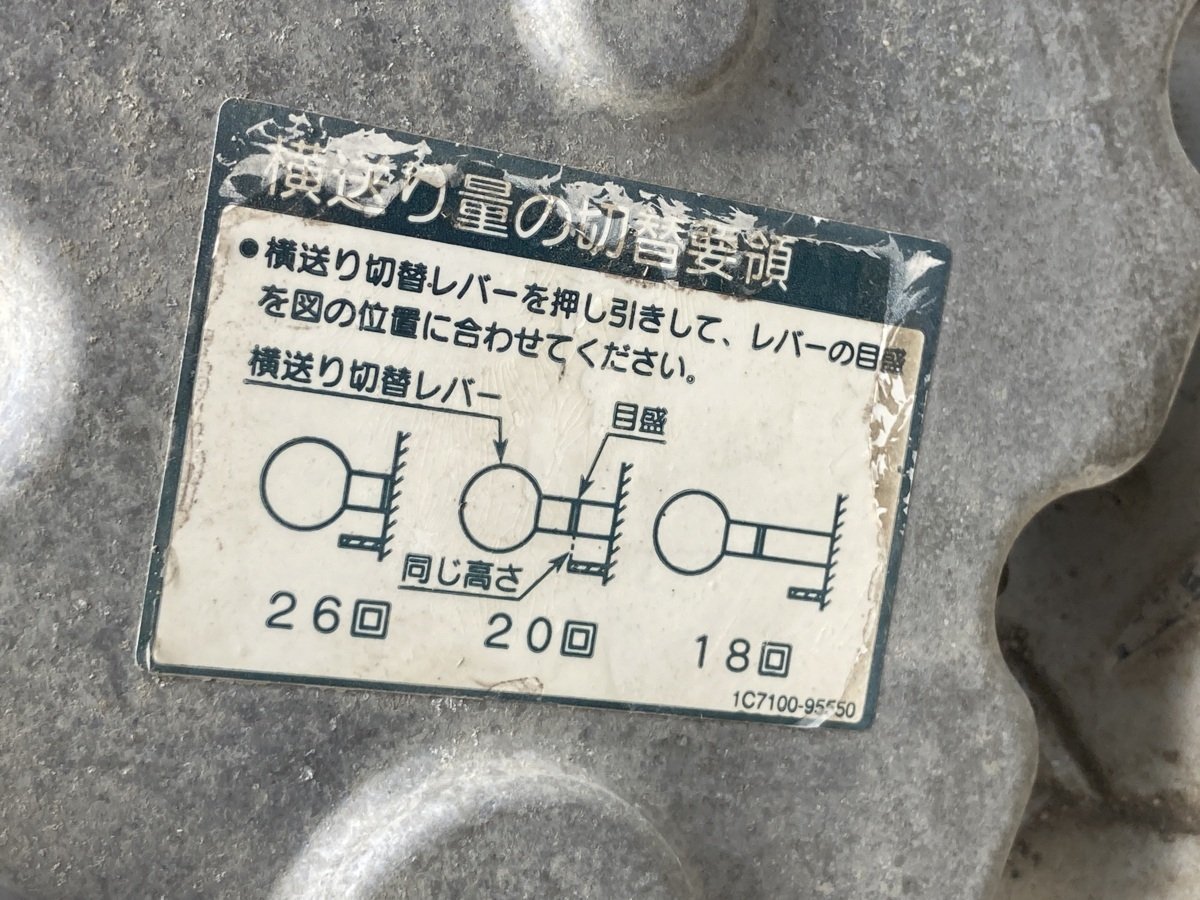 横送り量の切替要領
●横送り切替レバーを押し引きして、レバーの目盛
を図の位置に合わせてください。
横送り切替レバー
目盛
同じ高さ
26回
20回
18回
1C7100-95550